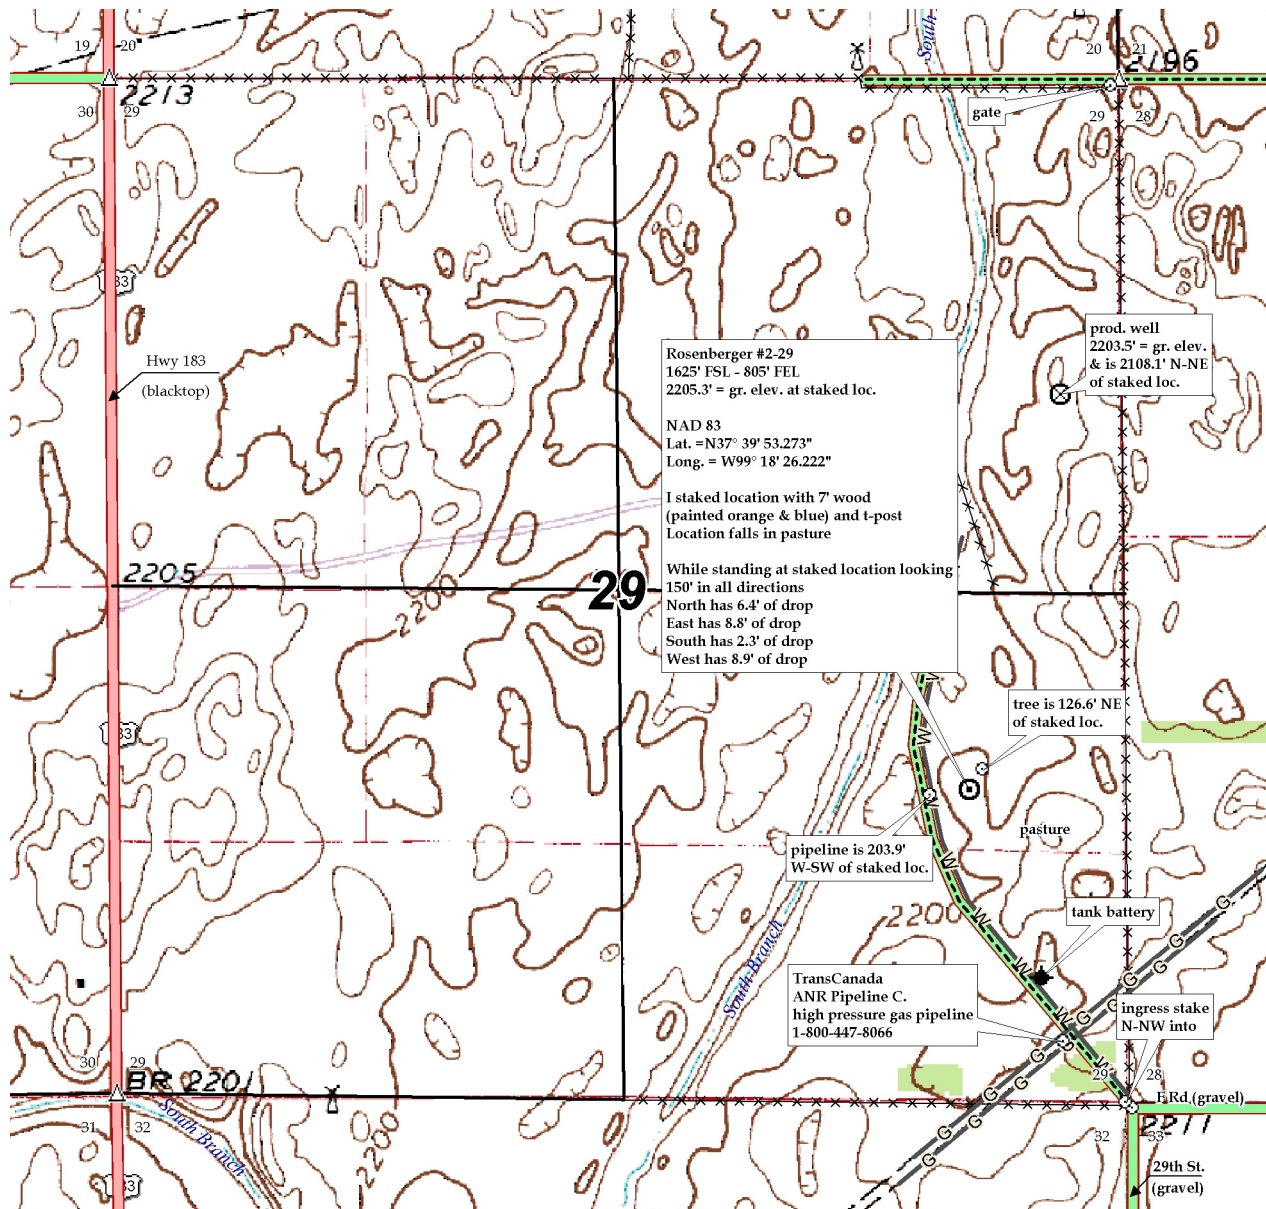 South
19
20
20
21
2213
2196
30
29
gate
29
28
83
prod. well
2203.5' = gr. elev.
& is 2108.1' N-NE
of staked loc.
Hwy 183
(blacktop)
Rosenberger #2-29
1625' FSL - 805' FEL
2205.3' = gr. elev. at staked loc.
NAD 83
Lat. =N37° 39' 53.273"
Long. = W99° 18' 26.222"
I staked location with 7' wood
(painted orange & blue) and t-post
Location falls in pasture
While standing at staked location looking
150' in all directions
North has 6.4' of drop
East has 8.8' of drop
South has 2.3' of drop
West has 8.9' of drop
2205
2200
29
W
tree is 126.6' NE
of staked loc.
83
W
W
pasture
pipeline is 203.9'
W-SW of staked loc.
W
2200
W
tank battery
G
G
G
G
South Branch
W
TransCanada
ANR Pipeline C.
high pressure gas pipeline
1-800-447-8066
ingress stake
N-NW into
W
G
G
G
G
W
30
29
29
28
BR 2201
G
G
G
G
F Rd (gravel)
South Branch
31
32
2200
32
33
2211
G
29th St.
(gravel)
83